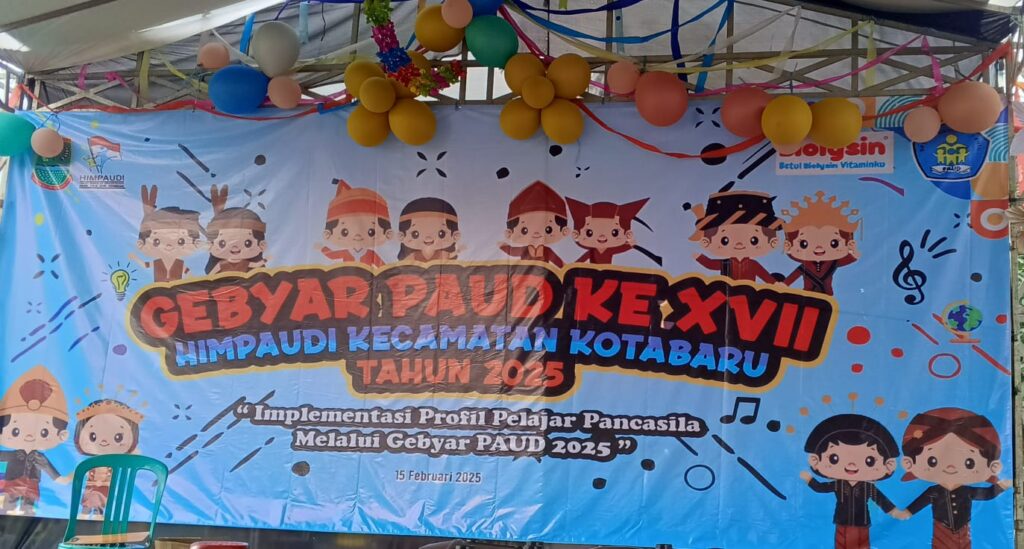 HIMPAUDI
Biolysin
Betul Biolysin Vitaminku
PAUD
GEBYAR PAUD KE XVII
HIMPAUDI KECAMATAN KOTABARU
TAHUN 2025
“ Implementasi Profil Pelajar Pancasila
Melalui Gebyar PAUD 2025 ”
15 Februari 2025